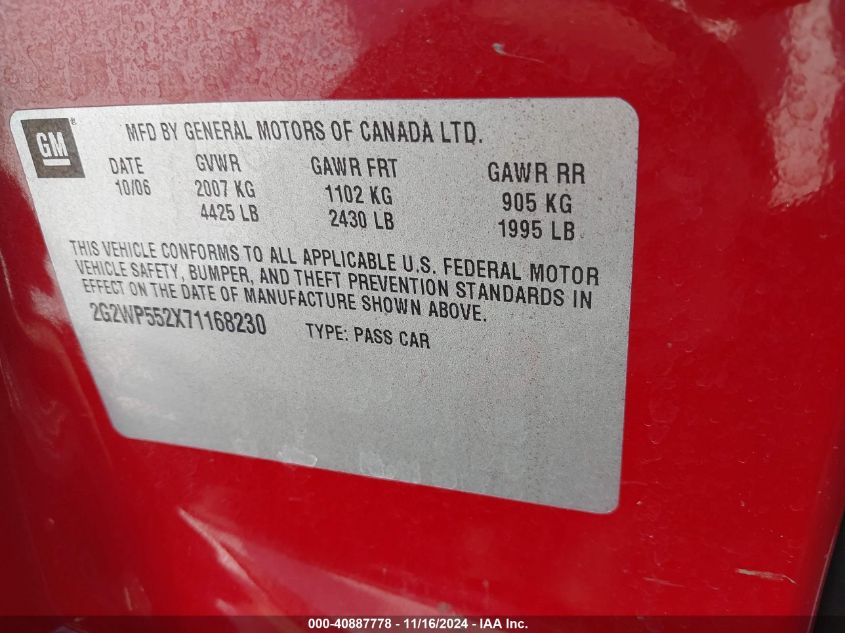 GM®
MFD BY GENERAL MOTORS OF CANADA LTD.
DATE GVWR GAWR FRT GAWR RR
10/06 2007 KG 1102 KG 905 KG
4425 LB 2430 LB 1995 LB
THIS VEHICLE CONFORMS TO ALL APPLICABLE U.S. FEDERAL MOTOR
VEHICLE SAFETY, BUMPER, AND THEFT PREVENTION STANDARDS IN
EFFECT ON THE DATE OF MANUFACTURE SHOWN ABOVE.
2G2WP552X71168230 TYPE: PASS CAR
000-40887778 - 11/16/2024 - IAA Inc.